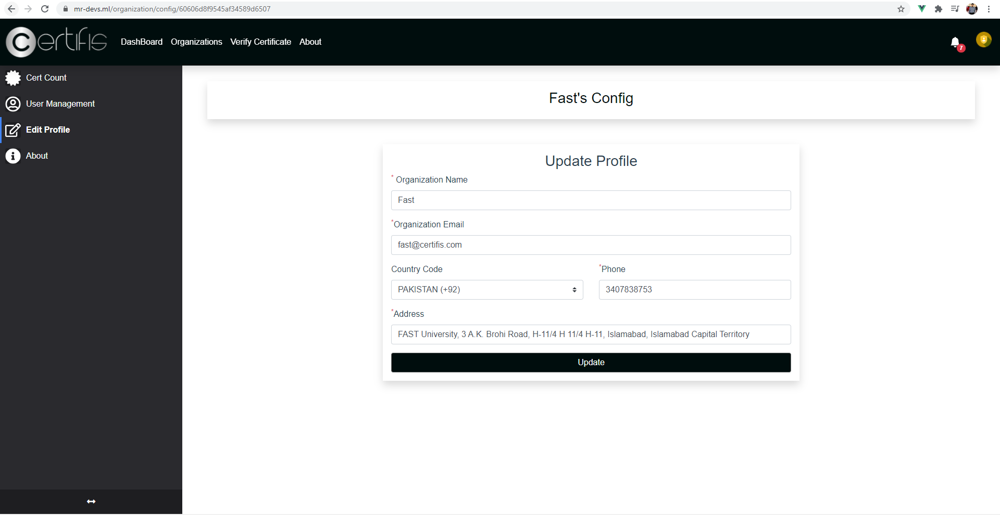 mr-devs.ml/organization/config/60606d8f9545af34589d6507
certifis DashBoard Organizations Verify Certificate About
7
Cert Count
User Management
Edit Profile
About
Fast's Config
Update Profile
* Organization Name
Fast
*Organization Email
fast@certifis.com
Country Code *Phone
PAKISTAN (+92) 3407838753
*Address
FAST University, 3 A.K. Brohi Road, H-11/4 H 11/4 H-11, Islamabad, Islamabad Capital Territory
Update